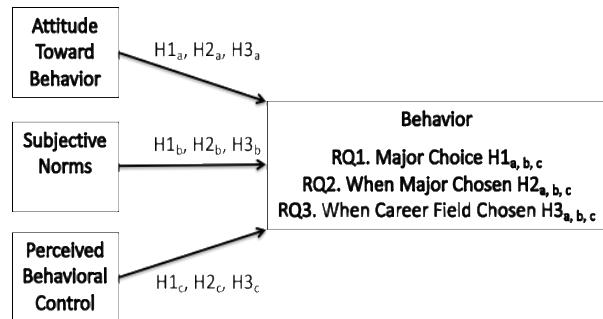 Attitude
Toward
Behavior
H1a, H2a, H3a
Subjective
Norms
H1b, H2b, H3b
Perceived
Behavioral
Control
H1c, H2c, H3c
Behavior
RQ1. Major Choice H1a, b, c
RQ2. When Major Chosen H2a, b, c
RQ3. When Career Field Chosen H3a, b, c